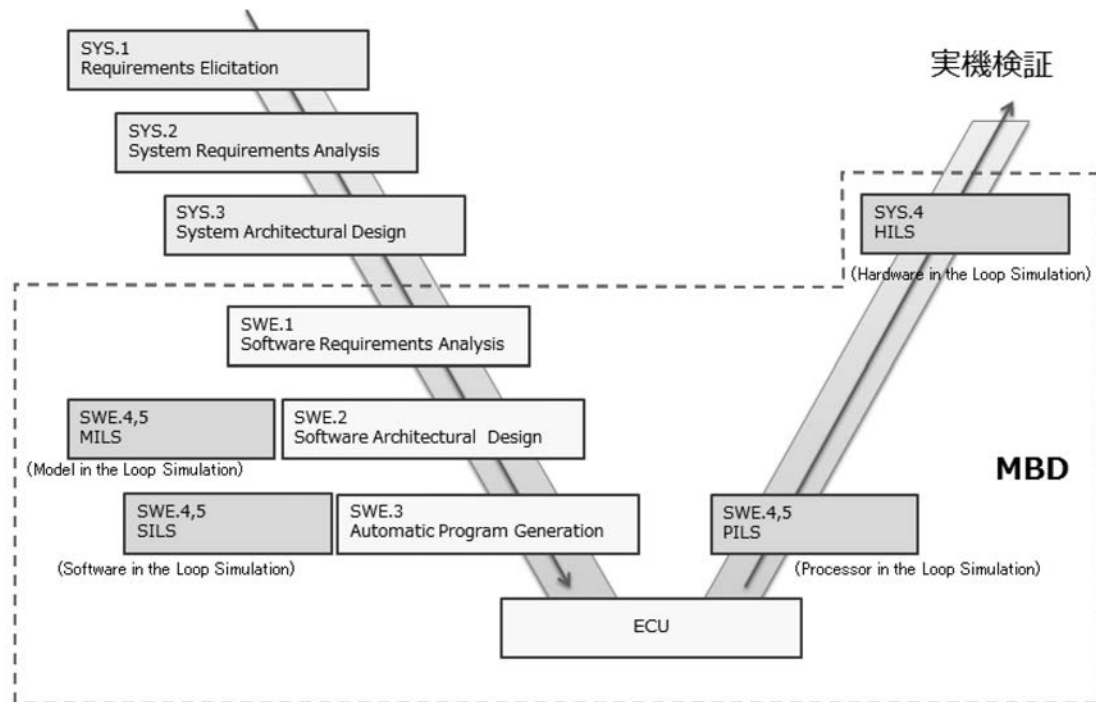 SYS.1
Requirements Elicitation
実機検証
SYS.2
System Requirements Analysis
SYS.3
System Architectural Design
SYS.4
HILS
(Hardware in the Loop Simulation)
SWE.1
Software Requirements Analysis
SWE.4,5
MILS
(Model in the Loop Simulation)
SWE.2
Software Architectural Design
MBD
SWE.4,5
SILS
(Software in the Loop Simulation)
SWE.3
Automatic Program Generation
SWE.4,5
PILS
(Processor in the Loop Simulation)
ECU